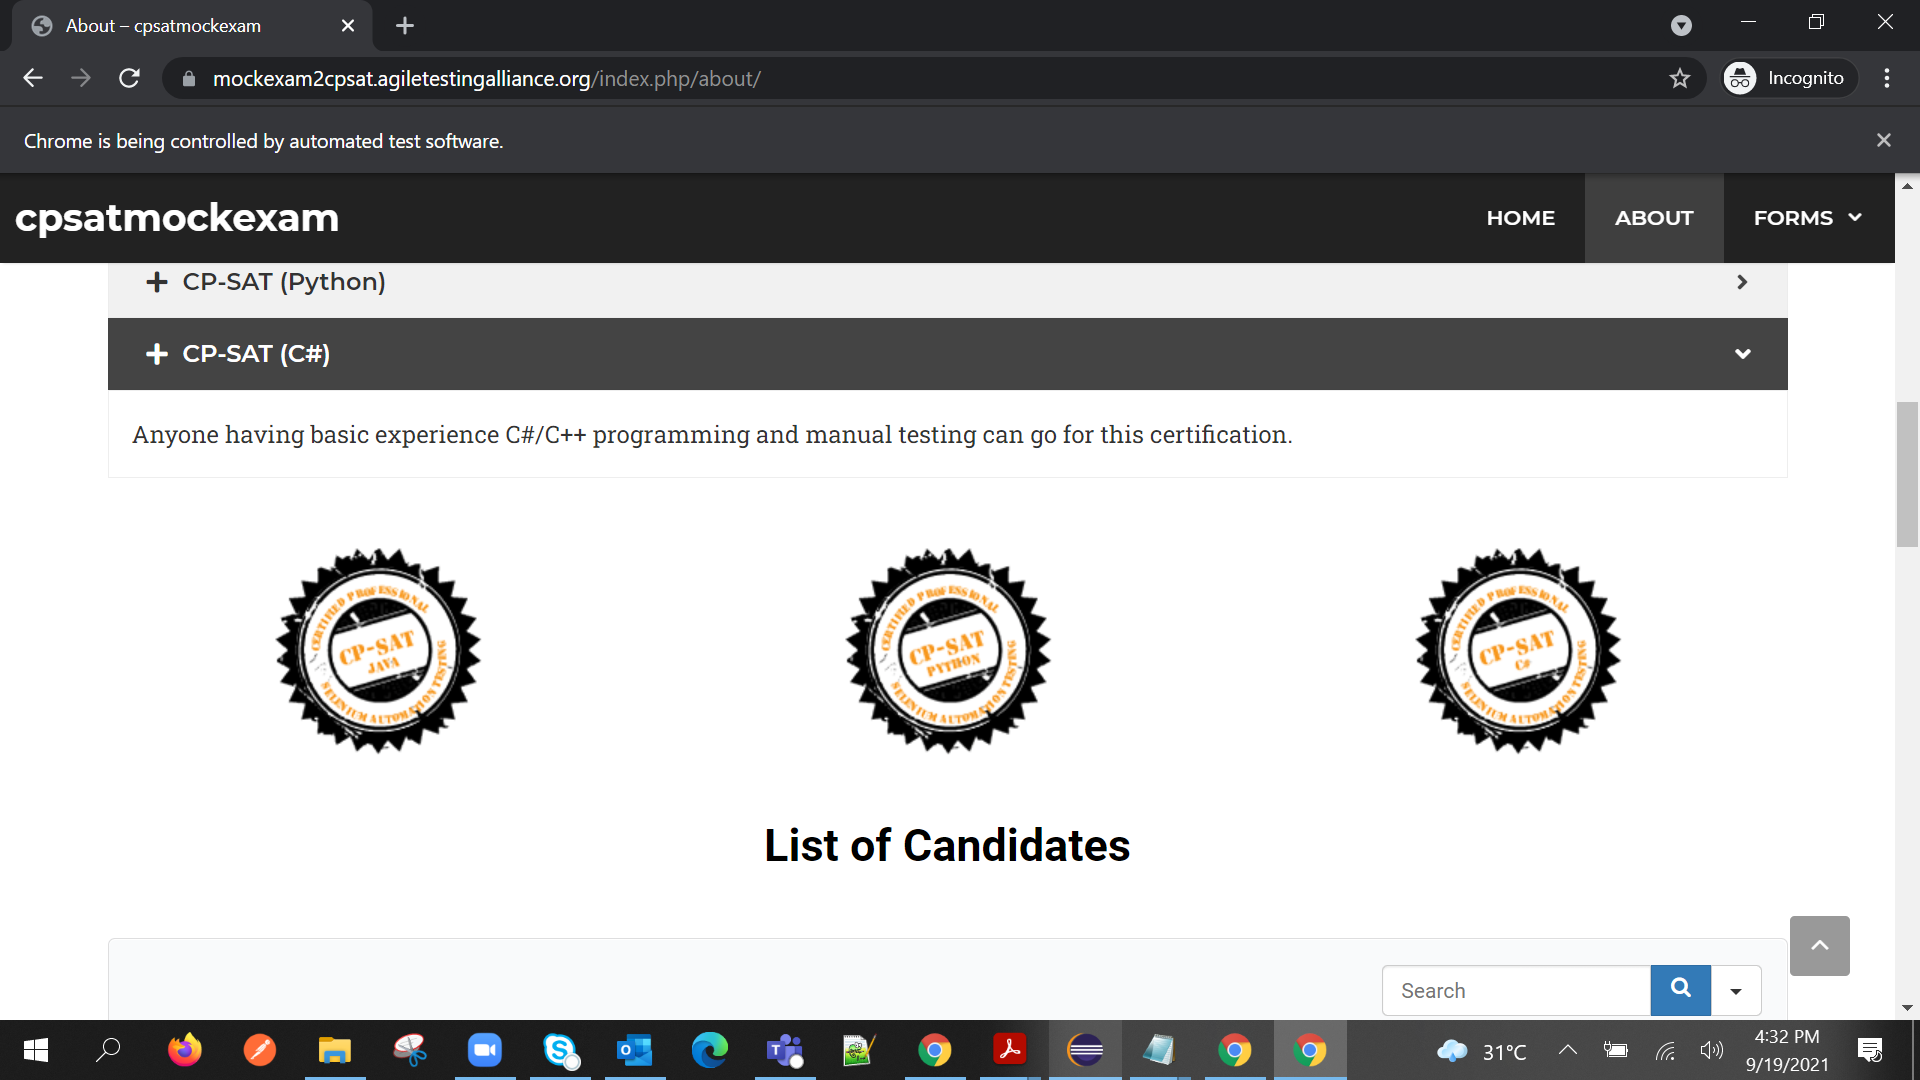 About – cpsatmockexam
mockexam2cpsat.agiletestingalliance.org/index.php/about/
Incognito
Chrome is being controlled by automated test software.
cpsatmockexam
HOME
ABOUT
FORMS
CP-SAT (Python)
CP-SAT (C#)
Anyone having basic experience C#/C++ programming and manual testing can go for this certification.
CERTIFIED PROFESSIONAL
CP-SAT
JAVA
SELENIUM AUTOMATION TESTING
CERTIFIED PROFESSIONAL
CP-SAT
PYTHON
SELENIUM AUTOMATION TESTING
CERTIFIED PROFESSIONAL
CP-SAT
C#
SELENIUM AUTOMATION TESTING
List of Candidates
Search
31°C
4:32 PM
9/19/2021